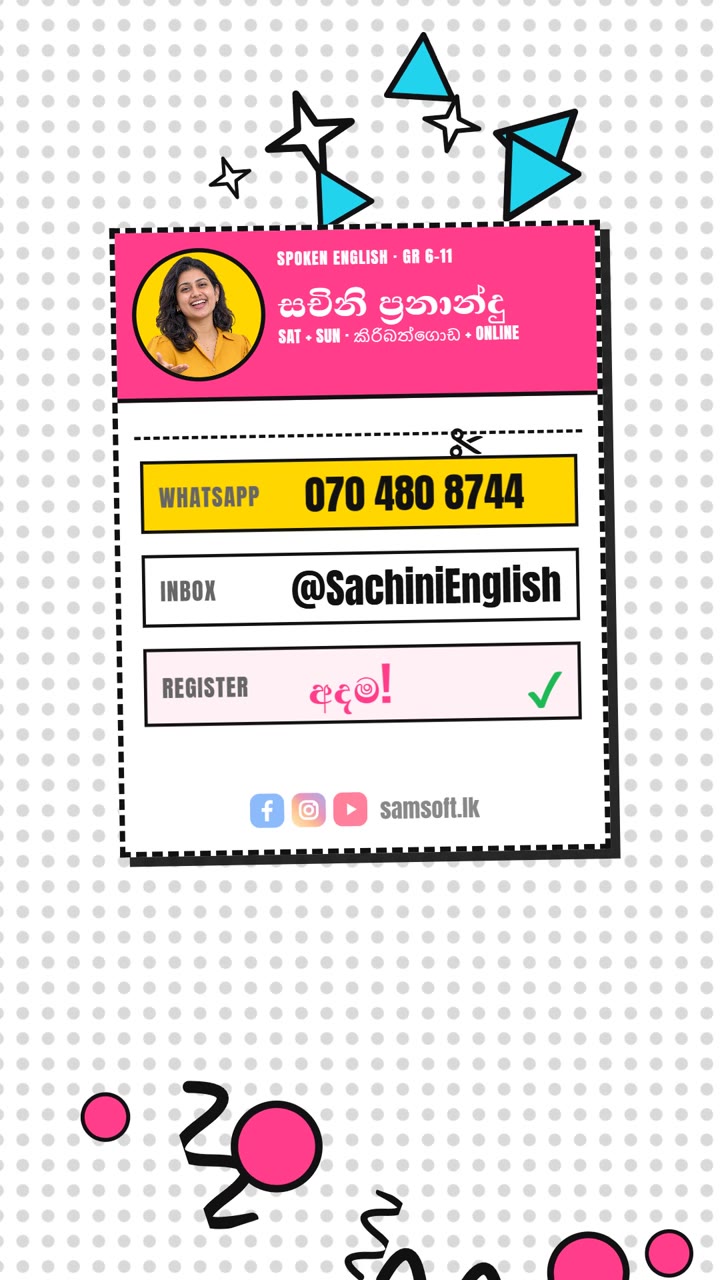 SPOKEN ENGLISH · GR 6-11
සචිනි ප්‍රනාන්දු
SAT + SUN · කිරිබත්ගොඩ + ONLINE
WHATSAPP 070 480 8744
INBOX @SachiniEnglish
REGISTER අදම!
samsoft.lk